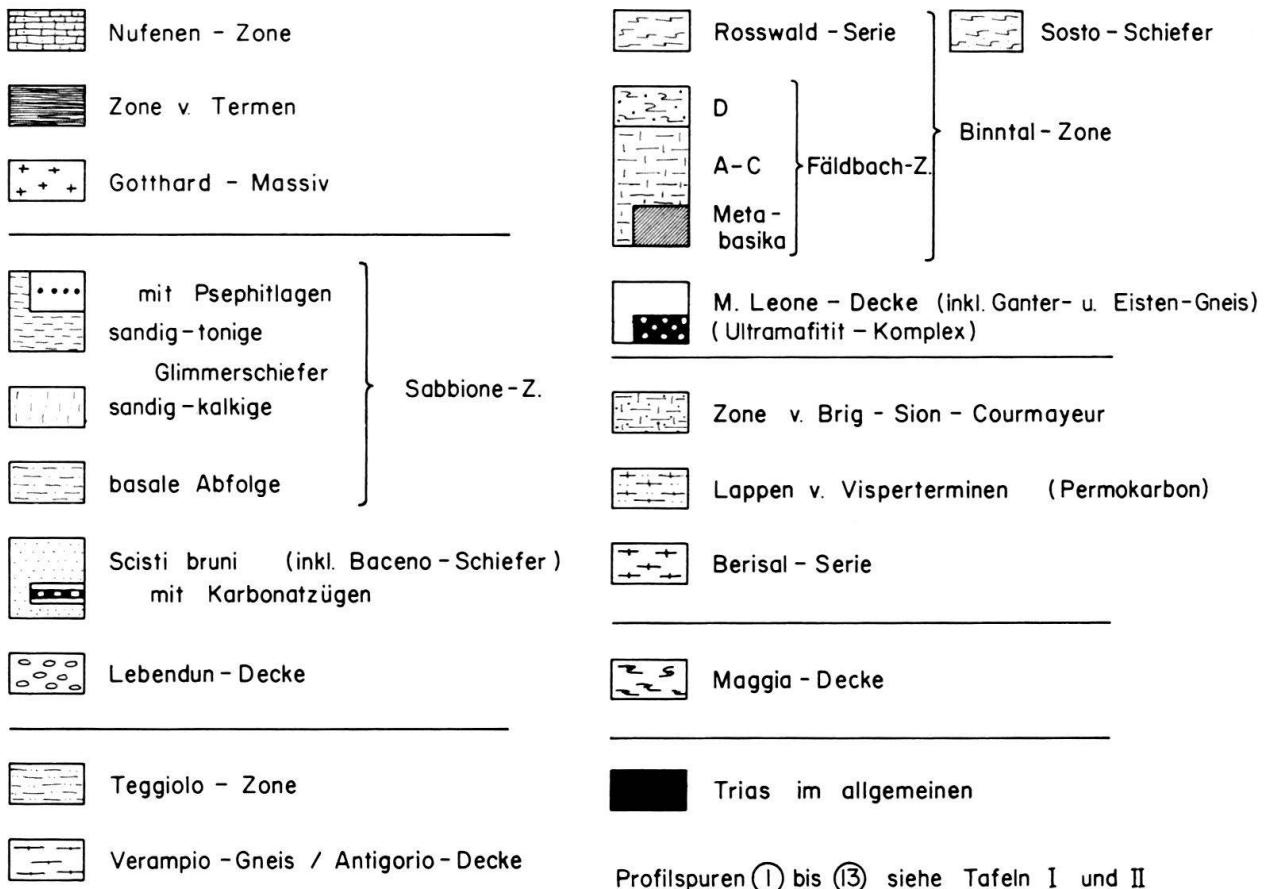 Nufenen - Zone
Zone v. Termen
Gotthard - Massiv
mit Psephitlagen
sandig-tonige
Glimmerschiefer
sandig-kalkige
Sabbione-Z.
basale Abfolge
Scisti bruni (inkl. Baceno-Schiefer)
mit Karbonatzügen
Lebendun-Decke
Teggiolo - Zone
Verampio-Gneis / Antigorio-Decke
Rosswald-Serie
Sosto-Schiefer
D
A-C
Fäldbach-Z.
Binntal-Zone
Meta-
basika
M. Leone-Decke (inkl. Ganter- u. Eisten-Gneis)
(Ultramafitit-Komplex)
Zone v. Brig - Sion - Courmayeur
Lappen v. Visperterminen (Permokarbon)
Berisal-Serie
Maggia-Decke
Trias im allgemeinen
Profilspuren ① bis ⑬ siehe Tafeln I und II